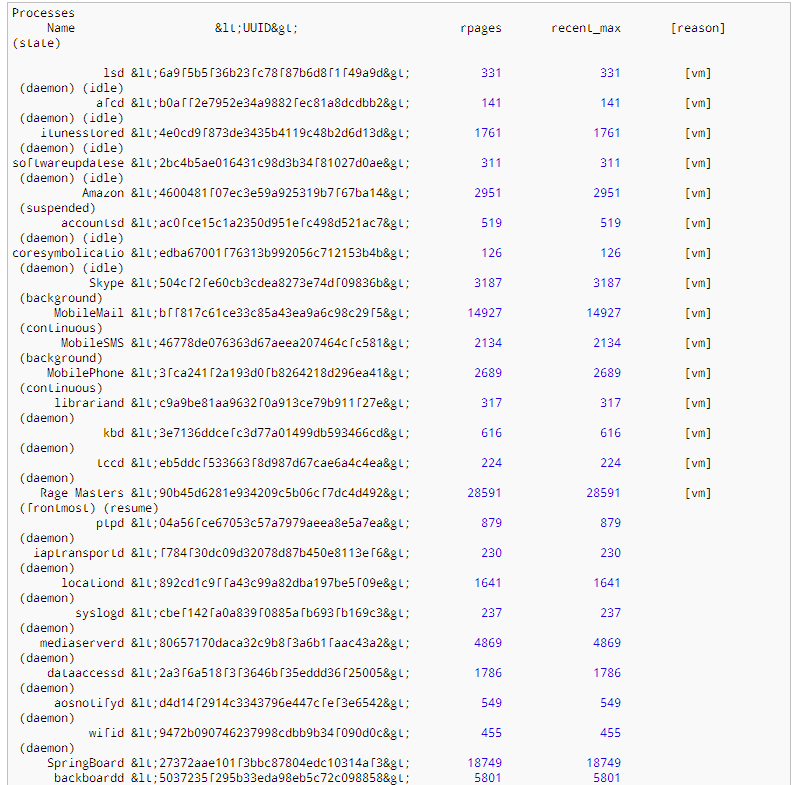 Processes
Name &lt;UUID&gt; rpages recent_max [reason]
(state)
lsd &lt;6a9f5b5f36b23fc78f87b6d8f1f49a9d&gt; 331 331 [vm]
(daemon) (idle)
afcd &lt;b0aff2e7952e34a9882fec81a8dcdbb2&gt; 141 141 [vm]
(daemon) (idle)
itunesstored &lt;4e0cd9f873de3435b4119c48b2d6d13d&gt; 1761 1761 [vm]
(daemon) (idle)
softwareupdatese &lt;2bc4b5ae016431c98d3b34f81027d0ae&gt; 311 311 [vm]
(daemon) (idle)
Amazon &lt;4600481f07ec3e59a925319b7f67ba14&gt; 2951 2951 [vm]
(suspended)
accountsd &lt;ac0fce15c1a2350d951efc498d521ac7&gt; 519 519 [vm]
(daemon) (idle)
coresymbolicatio &lt;edba67001f76313b992056c712153b4b&gt; 126 126 [vm]
(daemon) (idle)
Skype &lt;504cf2fe60cb3cdea8273e74df09836b&gt; 3187 3187 [vm]
(background)
MobileMail &lt;bff817c61ce33c85a43ea9a6c98c29f5&gt; 14927 14927 [vm]
(continuous)
MobileSMS &lt;46778de076363d67aeea207464cfc581&gt; 2134 2134 [vm]
(background)
MobilePhone &lt;3fca241f2a193d0fb8264218d296ea41&gt; 2689 2689 [vm]
(continuous)
librariand &lt;c9a9be81aa9632f0a913ce79b911f27e&gt; 317 317 [vm]
(daemon)
kbd &lt;3e7136ddcefc3d77a01499db593466cd&gt; 616 616 [vm]
(daemon)
tccd &lt;eb5ddcf533663f8d987d67cae6a4c4ea&gt; 224 224 [vm]
(daemon)
Rage Masters &lt;90b45d6281e934209c5b06cf7dc4d492&gt; 28591 28591 [vm]
(frontmost) (resume)
ptpd &lt;04a56fce67053c57a7979aeea8e5a7ea&gt; 879 879
(daemon)
iaptransportd &lt;f784f30dc09d32078d87b450e8113ef6&gt; 230 230
(daemon)
locationd &lt;892cd1c9ffa43c99a82dba197be5f09e&gt; 1641 1641
(daemon)
syslogd &lt;cbef142fa0a839f0885afb693fb169c3&gt; 237 237
(daemon)
mediaserverd &lt;80657170daca32c9b8f3a6b1faac43a2&gt; 4869 4869
(daemon)
dataaccessd &lt;2a3f6a518f3f3646bf35eddd36f25005&gt; 1786 1786
(daemon)
aosnotifyd &lt;d4d14f2914c3343796e447cfef3e6542&gt; 549 549
(daemon)
wifid &lt;9472b090746237998cdbb9b34f090d0c&gt; 455 455
(daemon)
SpringBoard &lt;27372aae101f3bbc87804edc10314af3&gt; 18749 18749
backboardd &lt;5037235f295b33eda98eb5c72c098858&gt; 5801 5801